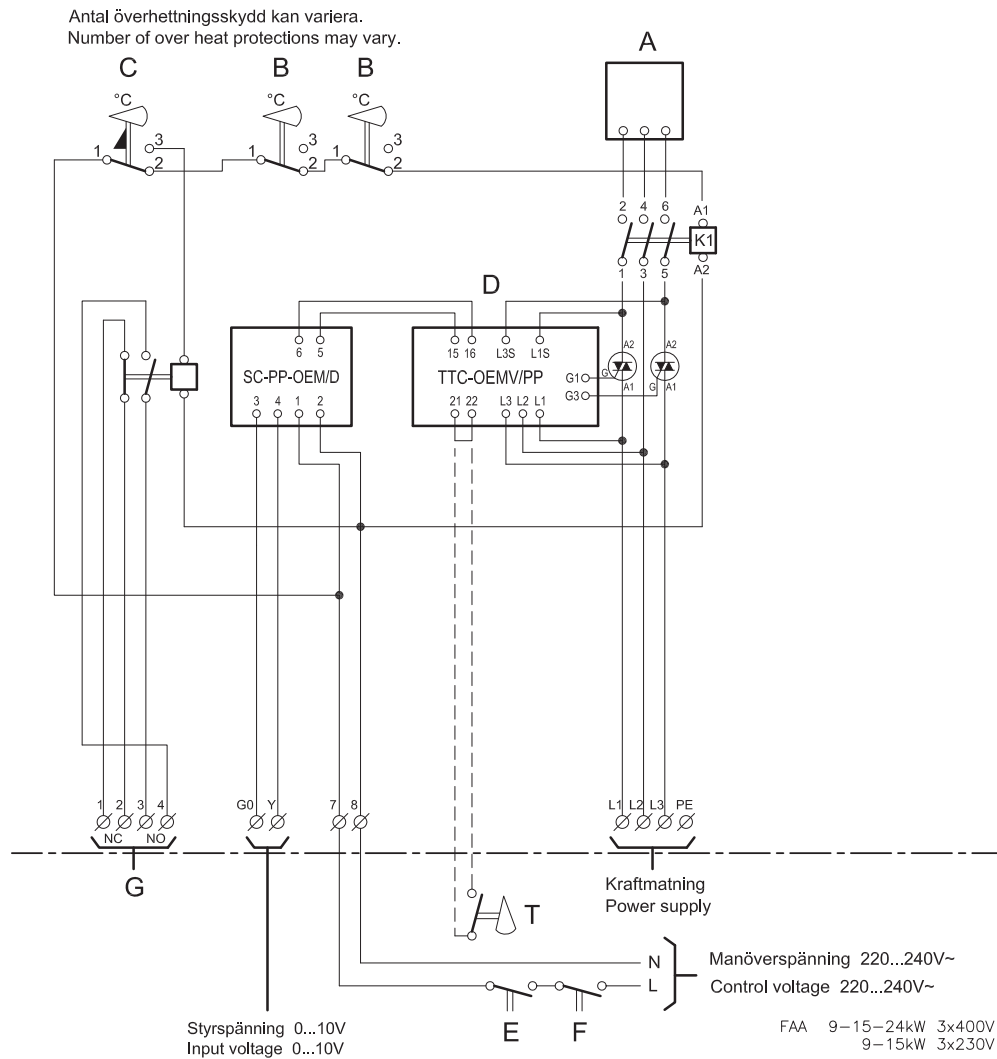 Antal överhettningsskydd kan variera.
Number of over heat protections may vary.
C B B A
°C °C °C
3 3 3
1 2 1 2 1 2
2 4 6 A1
K1
1 3 5 A2
D
6 5 15 16 L3S L1S A2 A2
SC-PP-OEM/D TTC-OEMV/PP
G1 G G
G3 A1 A1
3 4 1 2 21 22 L3 L2 L1
1 2 3 4 G0 Y 7 8 L1 L2 L3 PE
NC NO
G
Kraftmatning
Power supply
T
N
L
Manöverspänning 220...240V~
Control voltage 220...240V~
E F
Styrspänning 0...10V
Input voltage 0...10V
FAA 9-15-24kW 3x400V
9-15kW 3x230V